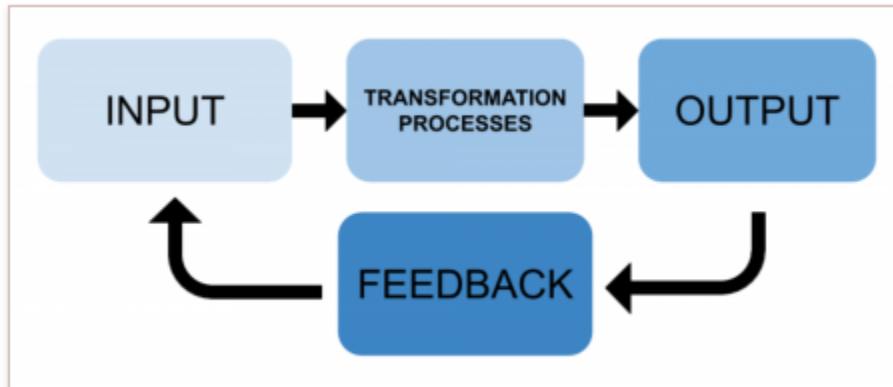 INPUT
TRANSFORMATION
PROCESSES
OUTPUT
FEEDBACK